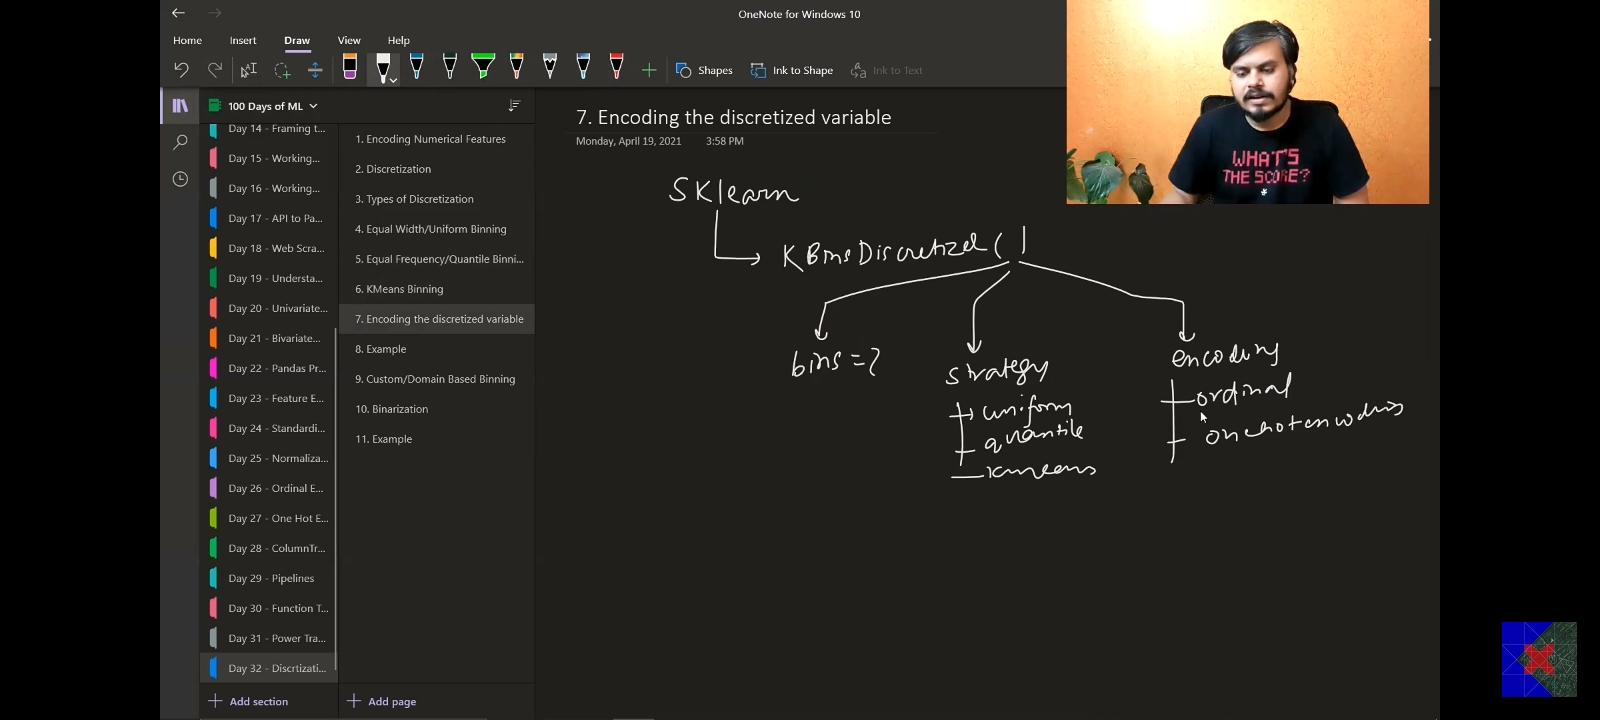 OneNote for Windows 10
Home Insert Draw View Help
Shapes Ink to Shape Ink to Text
100 Days of ML
Day 14 - Framing t...
Day 15 - Working...
Day 16 - Working...
Day 17 - API to Pa...
Day 18 - Web Scra...
Day 19 - Understa...
Day 20 - Univariate...
Day 21 - Bivariate...
Day 22 - Pandas Pr...
Day 23 - Feature E...
Day 24 - Standardi...
Day 25 - Normaliza...
Day 26 - Ordinal E...
Day 27 - One Hot E...
Day 28 - ColumnTr...
Day 29 - Pipelines
Day 30 - Function T...
Day 31 - Power Tra...
Day 32 - Discrtizati...
Add section
1. Encoding Numerical Features
2. Discretization
3. Types of Discretization
4. Equal Width/Uniform Binning
5. Equal Frequency/Quantile Binni...
6. KMeans Binning
7. Encoding the discretized variable
8. Example
9. Custom/Domain Based Binning
10. Binarization
11. Example
Add page
7. Encoding the discretized variable
Monday, April 19, 2021 3:58 PM
SKlearn
KBinsDiscretizer()
bins = ?
strategy
uniform
quantile
kmeans
encoding
ordinal
onehotencoding
WHAT'S
THE SCORE?